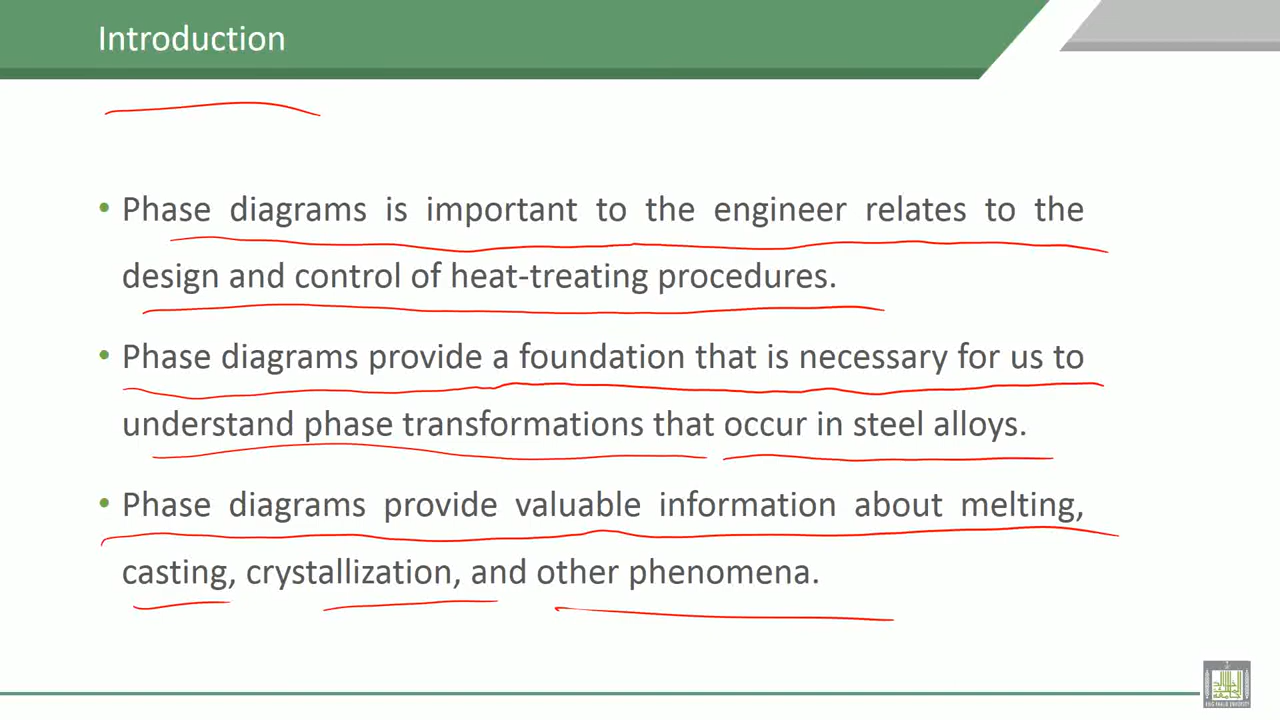 Introduction
• Phase diagrams is important to the engineer relates to the
design and control of heat-treating procedures.
• Phase diagrams provide a foundation that is necessary for us to
understand phase transformations that occur in steel alloys.
• Phase diagrams provide valuable information about melting,
casting, crystallization, and other phenomena.